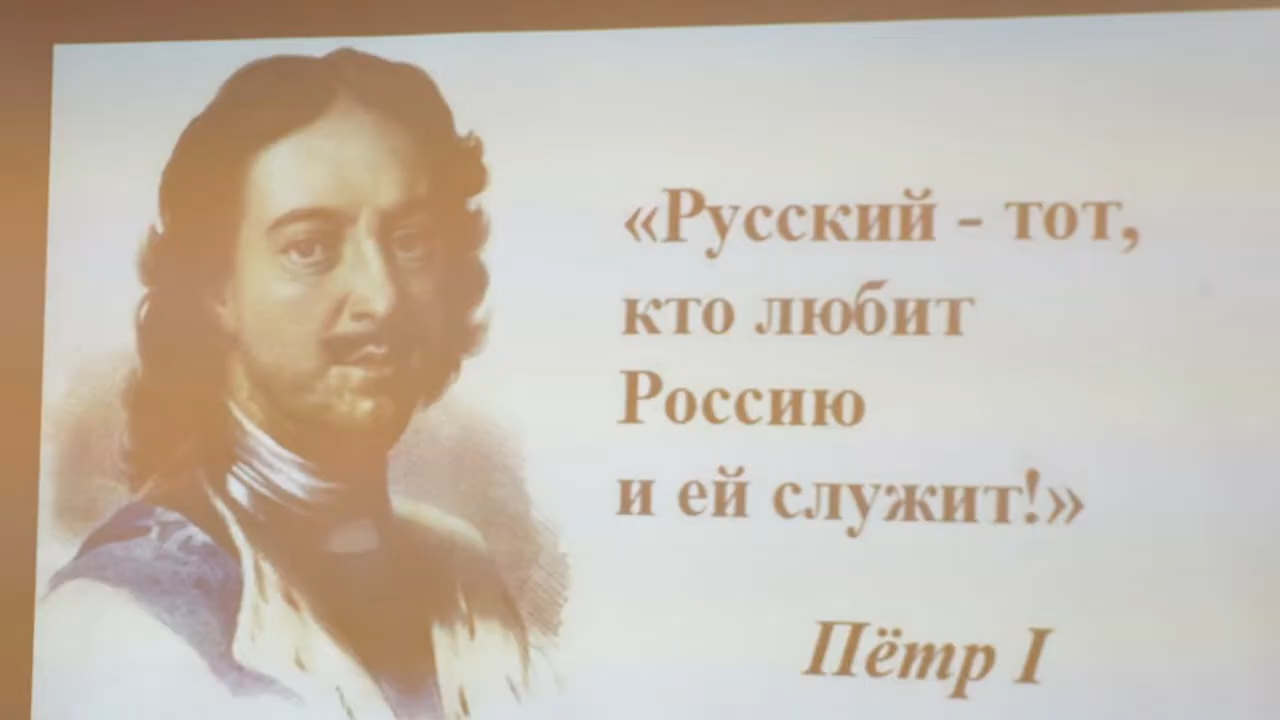 «Русский - тот,
кто любит
Россию
и ей служит!»
Пётр I